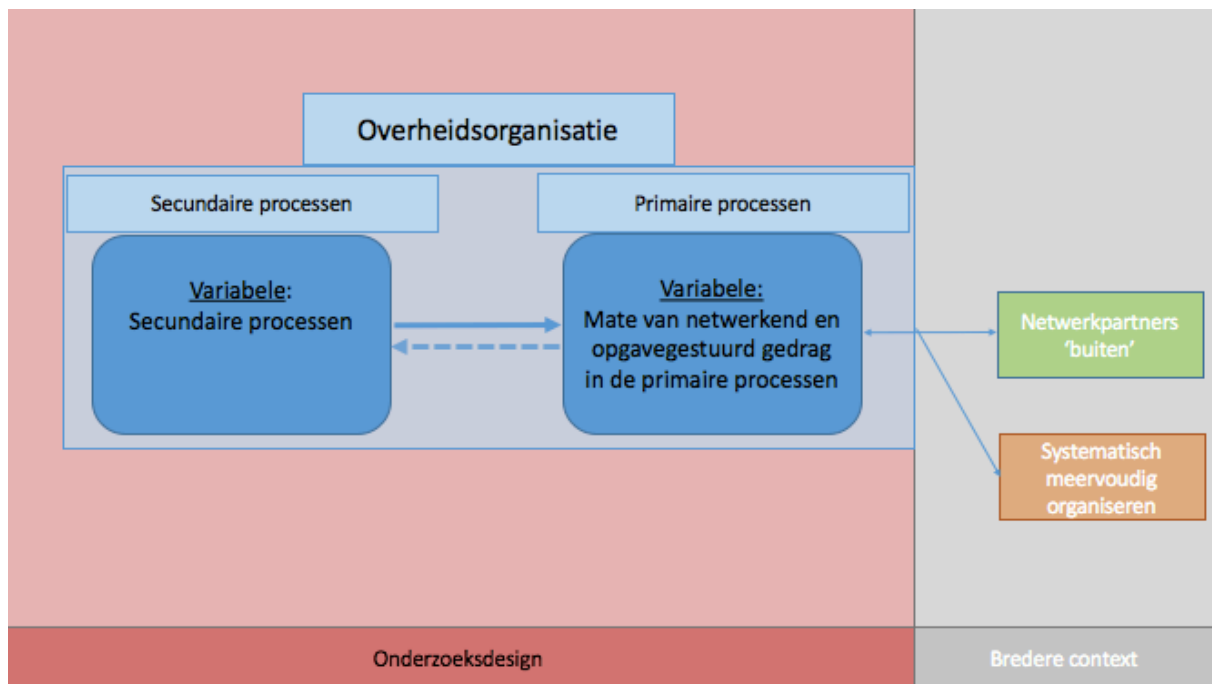 Overheidsorganisatie
Secundaire processen
Primaire processen
Variabele:
Secundaire processen
Variabele:
Mate van netwerkend en
opgavegestuurd gedrag
in de primaire processen
Netwerkpartners
'buiten'
Systematisch
meervoudig
organiseren
Onderzoeksdesign
Bredere context